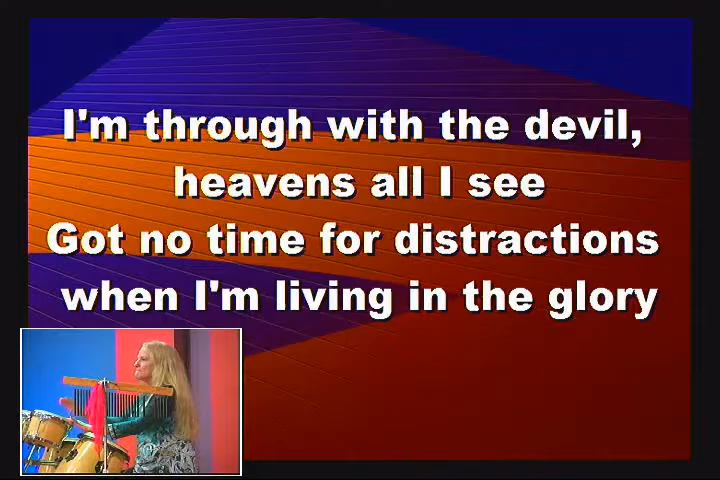 I'm through with the devil,
heavens all I see
Got no time for distractions
when I'm living in the glory